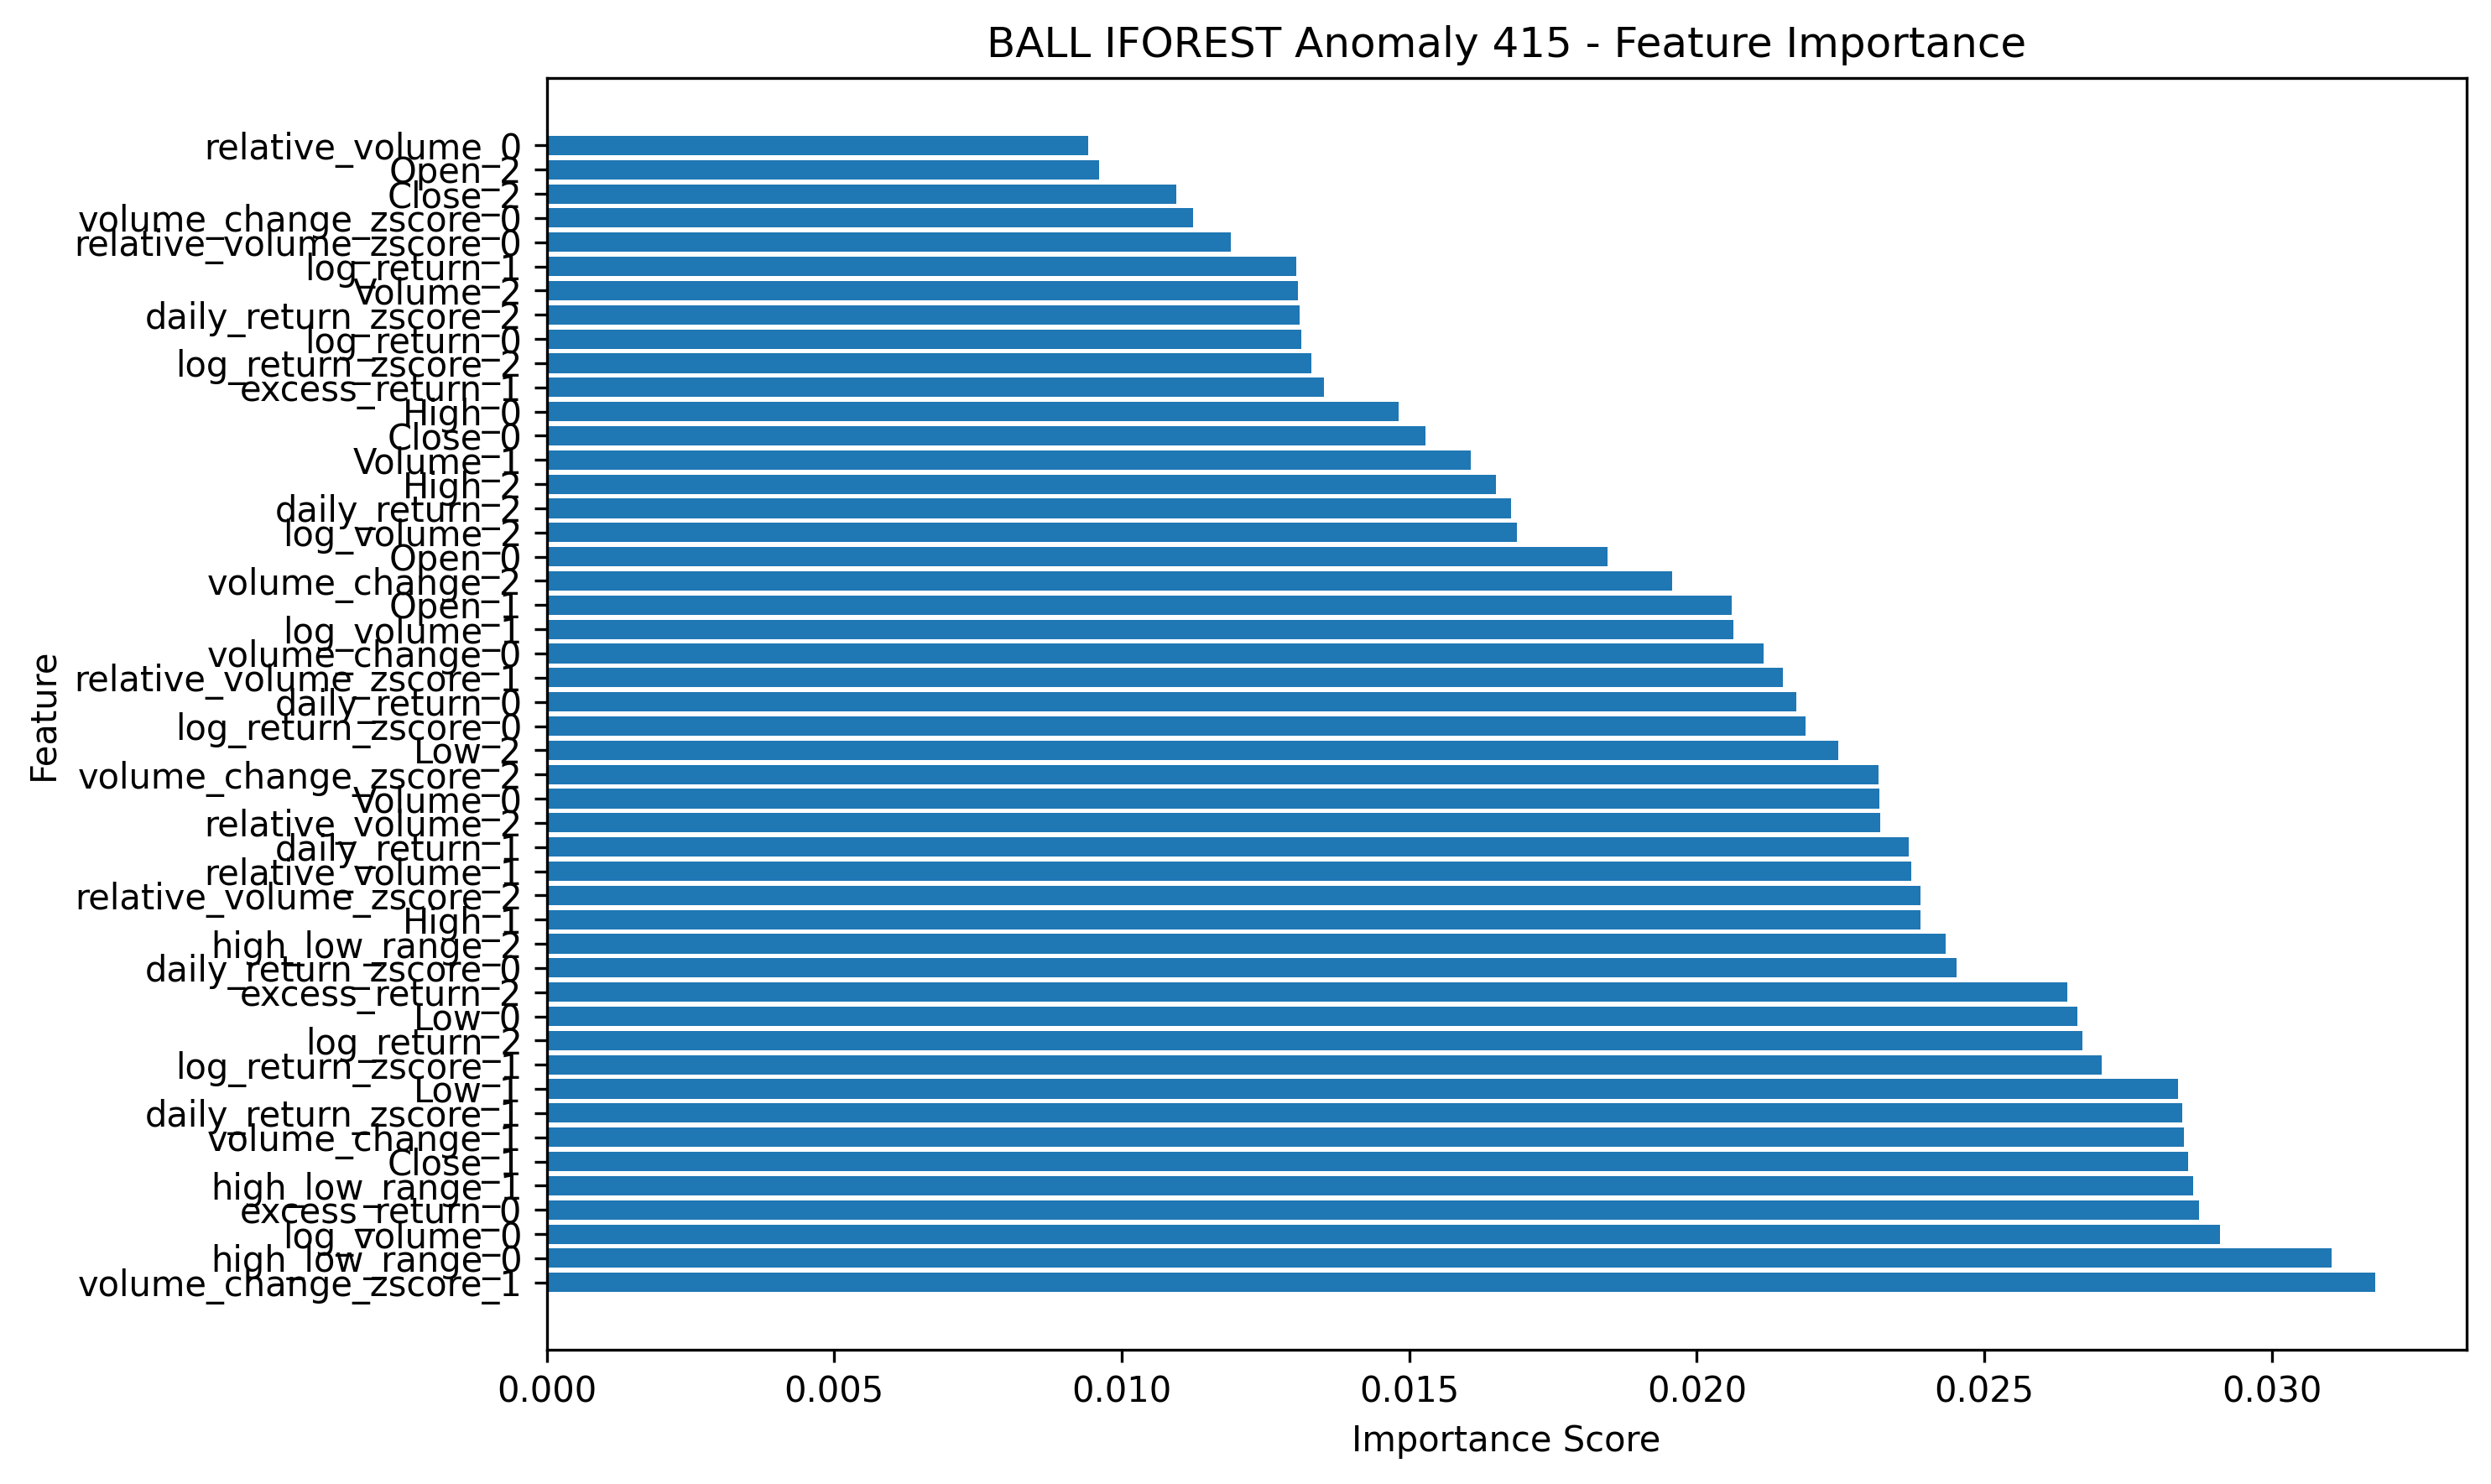 BALL IFOREST Anomaly 415 - Feature Importance
relative_volume_0
Open_2
Close_2
volume_change_zscore_0
relative_volume_zscore_0
log_return_1
Volume_2
daily_return_zscore_2
log_return_0
log_return_zscore_2
excess_return_1
High_0
Close_0
Volume_1
High_2
daily_return_2
log_volume_2
Open_0
volume_change_2
Open_1
log_volume_1
volume_change_0
relative_volume_zscore_1
daily_return_0
log_return_zscore_0
Low_2
volume_change_zscore_2
Volume_0
relative_volume_2
daily_return_1
relative_volume_1
relative_volume_zscore_2
High_1
high_low_range_2
daily_return_zscore_0
excess_return_2
Low_0
log_return_2
log_return_zscore_1
Low_1
daily_return_zscore_1
volume_change_1
Close_1
high_low_range_1
excess_return_0
log_volume_0
high_low_range_0
volume_change_zscore_1
Feature
0.000 0.005 0.010 0.015 0.020 0.025 0.030
Importance Score